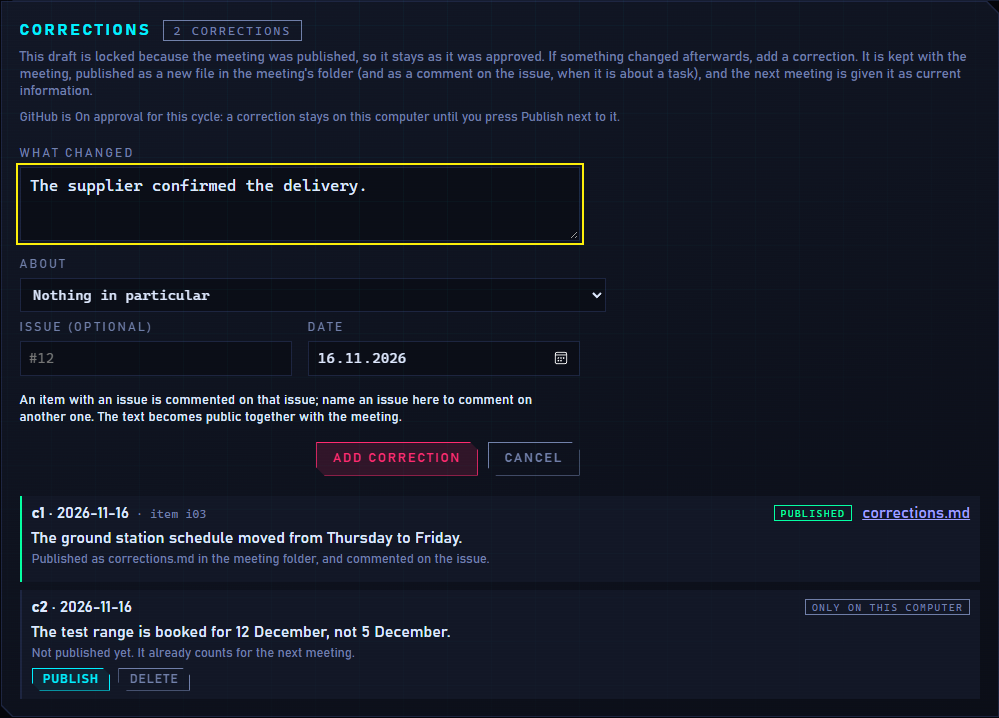 CORRECTIONS 2 CORRECTIONS
This draft is locked because the meeting was published, so it stays as it was approved. If something changed afterwards, add a correction. It is kept with the
meeting, published as a new file in the meeting's folder (and as a comment on the issue, when it is about a task), and the next meeting is given it as current
information.
GitHub is On approval for this cycle: a correction stays on this computer until you press Publish next to it.
WHAT CHANGED
The supplier confirmed the delivery.
ABOUT
Nothing in particular
ISSUE (OPTIONAL) DATE
#12 16.11.2026
An item with an issue is commented on that issue; name an issue here to comment on
another one. The text becomes public together with the meeting.
ADD CORRECTION CANCEL
c1 · 2026-11-16 · item i03 PUBLISHED corrections.md
The ground station schedule moved from Thursday to Friday.
Published as corrections.md in the meeting folder, and commented on the issue.
c2 · 2026-11-16 ONLY ON THIS COMPUTER
The test range is booked for 12 December, not 5 December.
Not published yet. It already counts for the next meeting.
PUBLISH DELETE